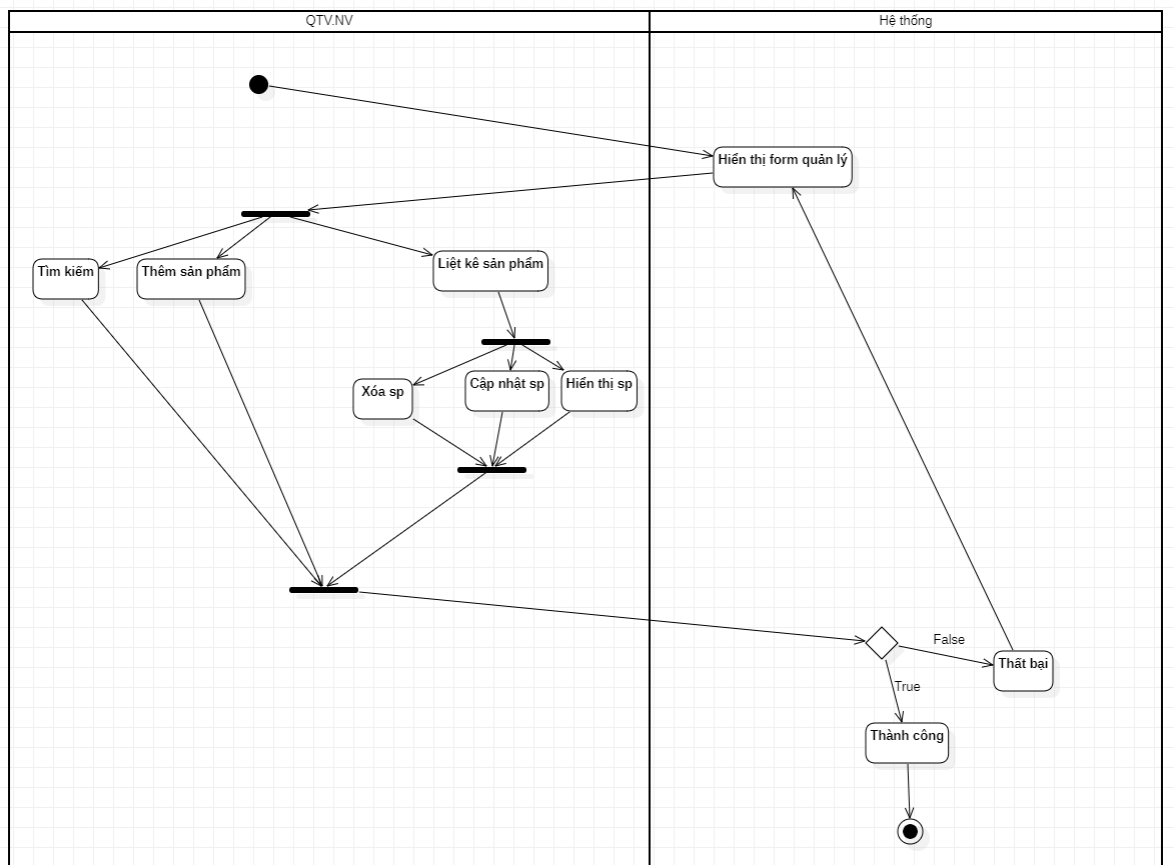 QTV.NV
Hệ thống
Hiển thị form quản lý
Tìm kiếm
Thêm sản phẩm
Liệt kê sản phẩm
Xóa sp
Cập nhật sp
Hiển thị sp
False
Thất bại
True
Thành công